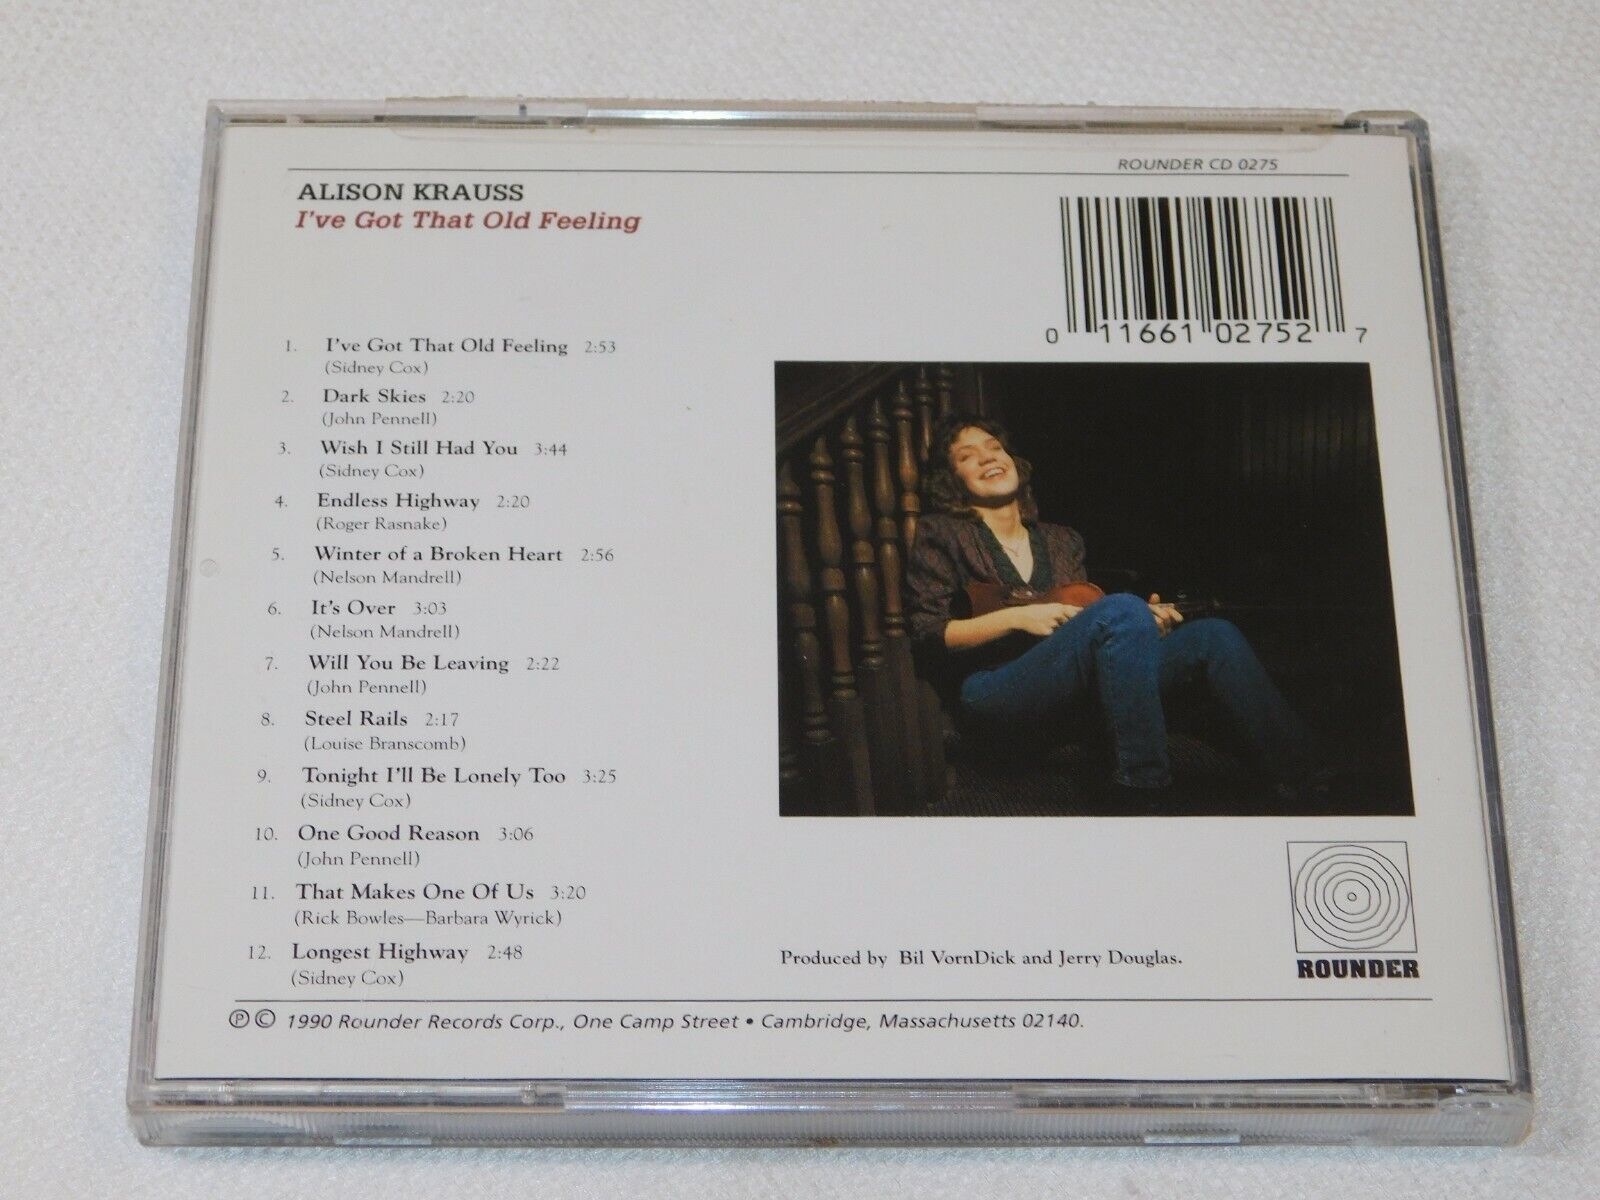 ROUNDER CD 0275
ALISON KRAUSS
I've Got That Old Feeling
0 11661 02752 7
1. I've Got That Old Feeling 2:53
(Sidney Cox)
2. Dark Skies 2:20
(John Pennell)
3. Wish I Still Had You 3:44
(Sidney Cox)
4. Endless Highway 2:20
(Roger Rasnake)
5. Winter of a Broken Heart 2:56
(Nelson Mandrell)
6. It's Over 3:03
(Nelson Mandrell)
7. Will You Be Leaving 2:22
(John Pennell)
8. Steel Rails 2:17
(Louise Branscomb)
9. Tonight I'll Be Lonely Too 3:25
(Sidney Cox)
10. One Good Reason 3:06
(John Pennell)
11. That Makes One Of Us 3:20
(Rick Bowles—Barbara Wyrick)
12. Longest Highway 2:48
(Sidney Cox)
Produced by Bil VornDick and Jerry Douglas.
ROUNDER
℗ © 1990 Rounder Records Corp., One Camp Street • Cambridge, Massachusetts 02140.